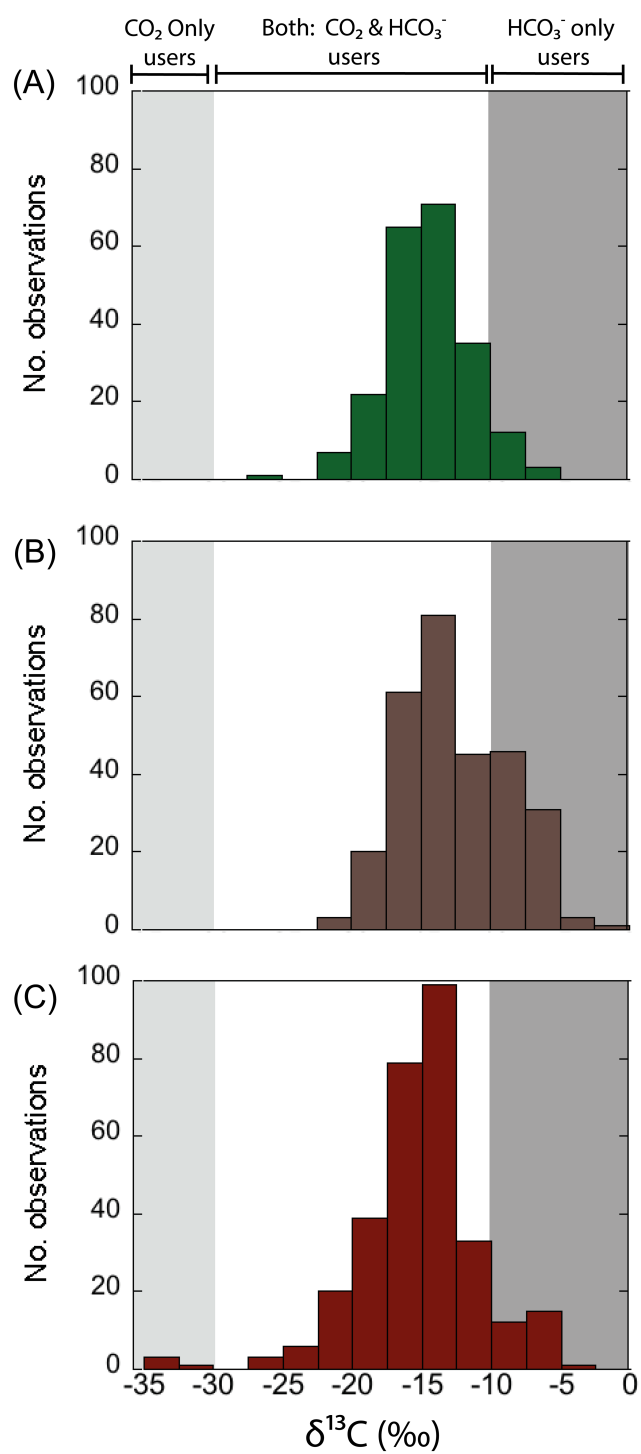 CO₂ Only users
Both: CO₂ & HCO₃⁻ users
HCO₃⁻ only users
(A)
No. observations
100
80
60
40
20
0
(B)
No. observations
100
80
60
40
20
0
(C)
No. observations
100
80
60
40
20
0
-35 -30 -25 -20 -15 -10 -5 0
δ¹³C (‰)